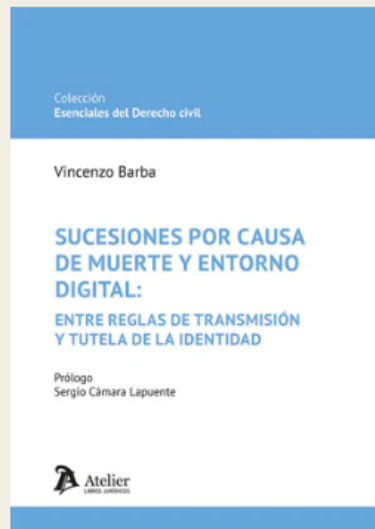 Colección
Esenciales del Derecho civil
Vincenzo Barba
SUCESIONES POR CAUSA
DE MUERTE Y ENTORNO
DIGITAL:
ENTRE REGLAS DE TRANSMISIÓN
Y TUTELA DE LA IDENTIDAD
Prólogo
Sergio Cámara Lapuente
Atelier
LIBROS JURÍDICOS